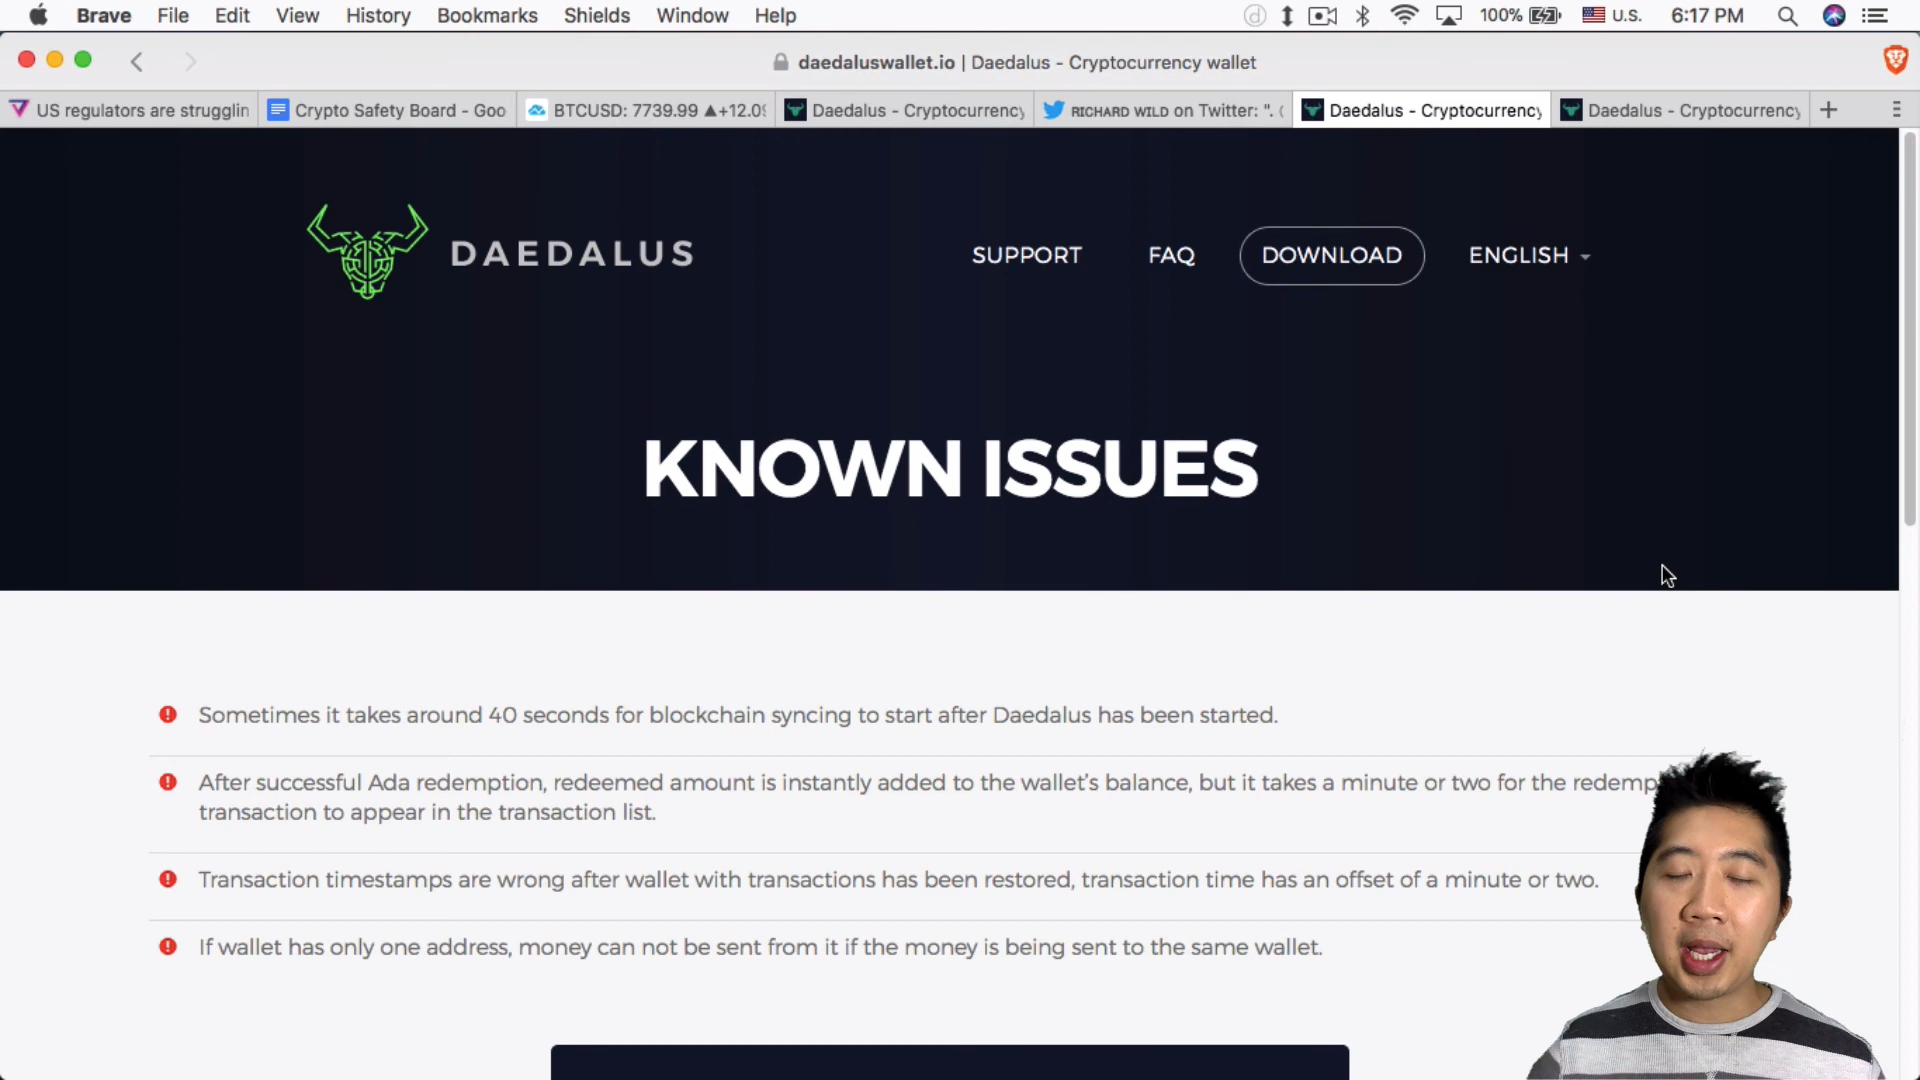 Brave File Edit View History Bookmarks Shields Window Help 100% U.S. 6:17 PM
daedaluswallet.io | Daedalus - Cryptocurrency wallet
US regulators are strugglin Crypto Safety Board - Goo BTCUSD: 7739.99 ▲+12.09 Daedalus - Cryptocurrency RICHARD WILD on Twitter: ". ( Daedalus - Cryptocurrency Daedalus - Cryptocurrency
DAEDALUS SUPPORT FAQ DOWNLOAD ENGLISH
KNOWN ISSUES
Sometimes it takes around 40 seconds for blockchain syncing to start after Daedalus has been started.
After successful Ada redemption, redeemed amount is instantly added to the wallet's balance, but it takes a minute or two for the redemp
transaction to appear in the transaction list.
Transaction timestamps are wrong after wallet with transactions has been restored, transaction time has an offset of a minute or two.
If wallet has only one address, money can not be sent from it if the money is being sent to the same wallet.